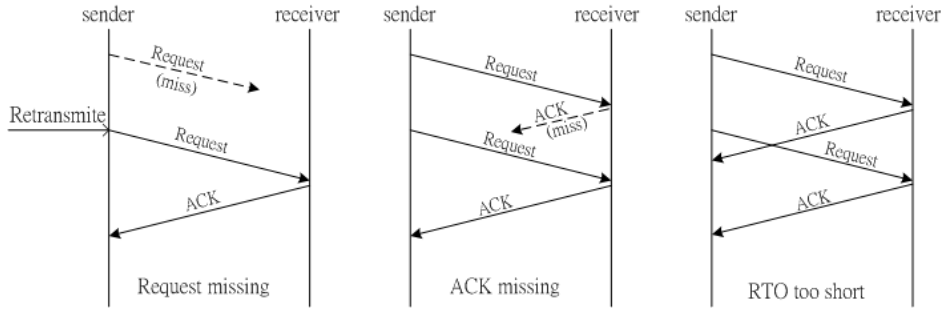 sender receiver sender receiver sender receiver
Request
(miss)
Retransmite
Request
ACK
Request missing
Request
ACK
(miss)
Request
ACK
ACK missing
Request
ACK
Request
ACK
RTO too short